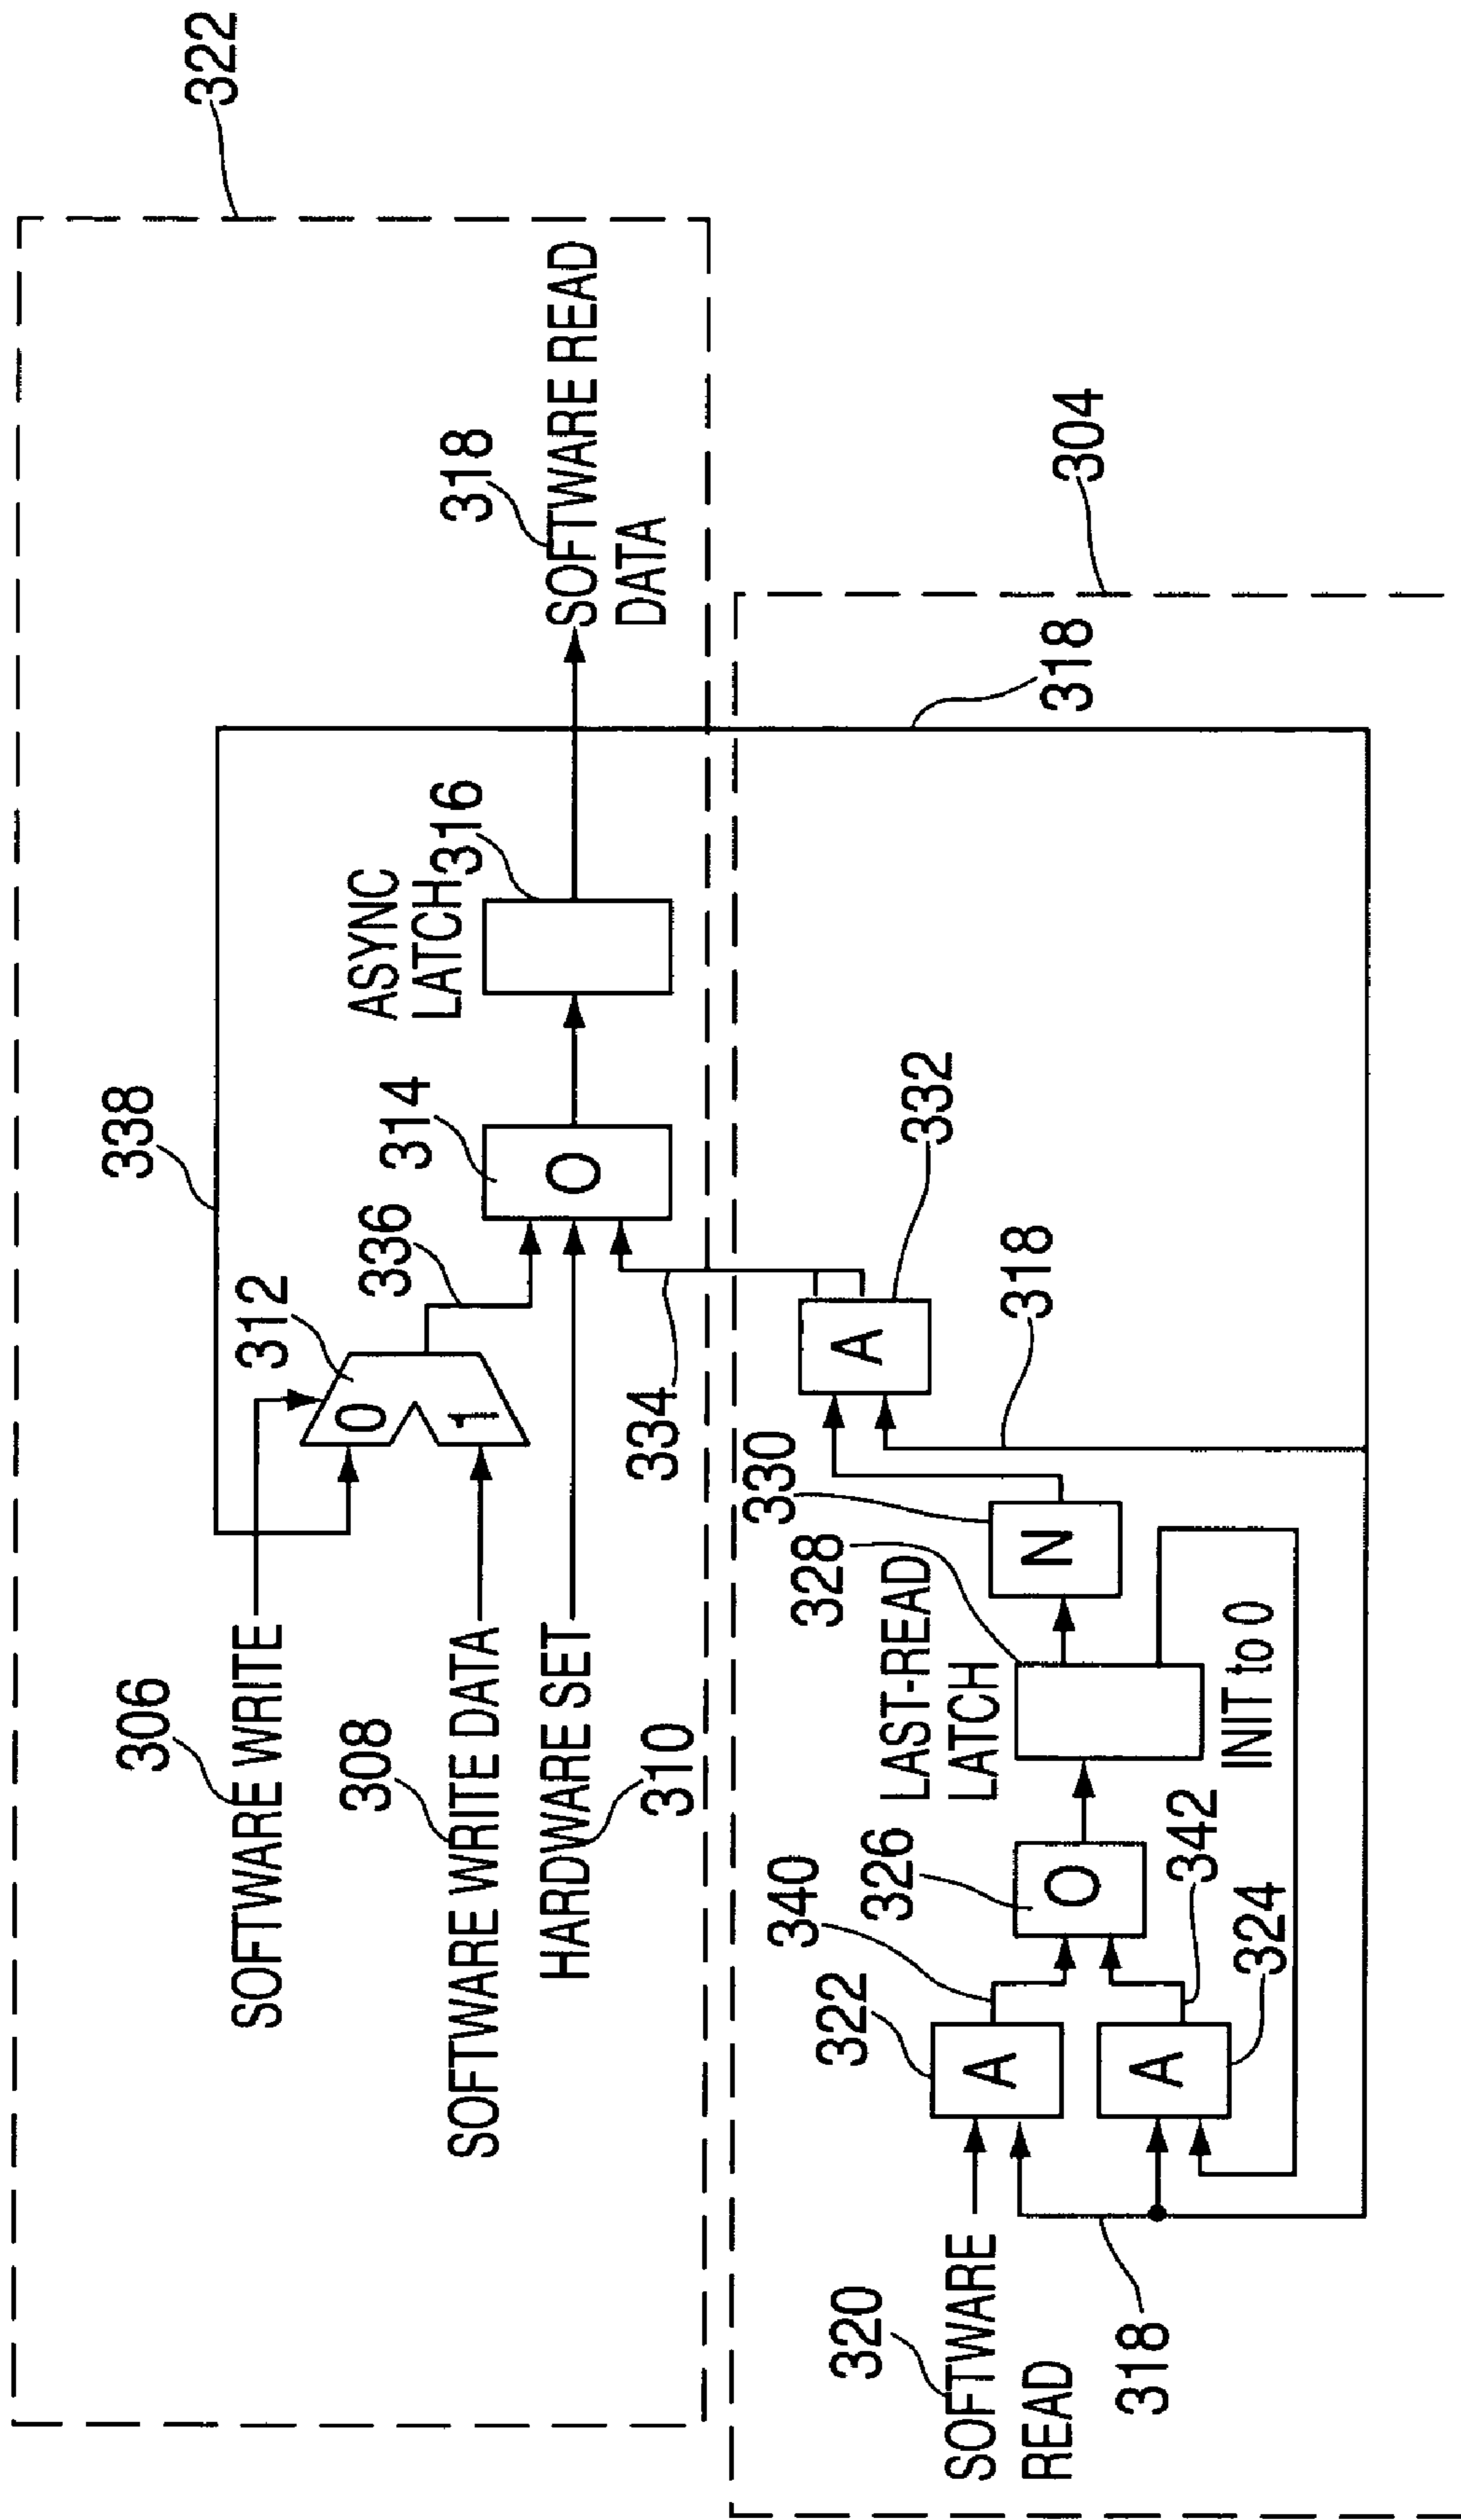 322
338
306
SOFTWARE WRITE
312
0
1
336
308
SOFTWARE WRITE DATA
314
O
ASYNC
LATCH
316
318
SOFTWARE READ
DATA
HARDWARE SET
310
334
304
320
SOFTWARE
READ
318
322
A
340
A
324
342
326
O
LAST-READ
LATCH
328
INIT to 0
330
N
A
332
318
318